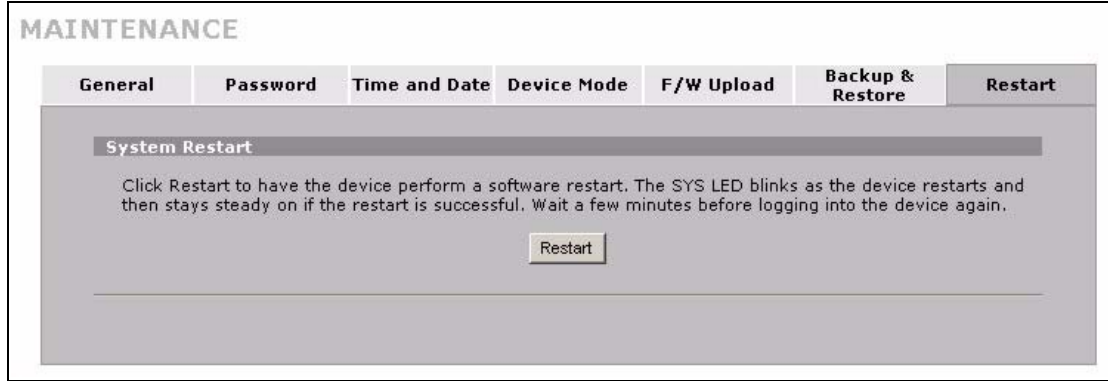 MAINTENANCE
General Password Time and Date Device Mode F/W Upload Backup & Restore Restart
System Restart
Click Restart to have the device perform a software restart. The SYS LED blinks as the device restarts and
then stays steady on if the restart is successful. Wait a few minutes before logging into the device again.
Restart